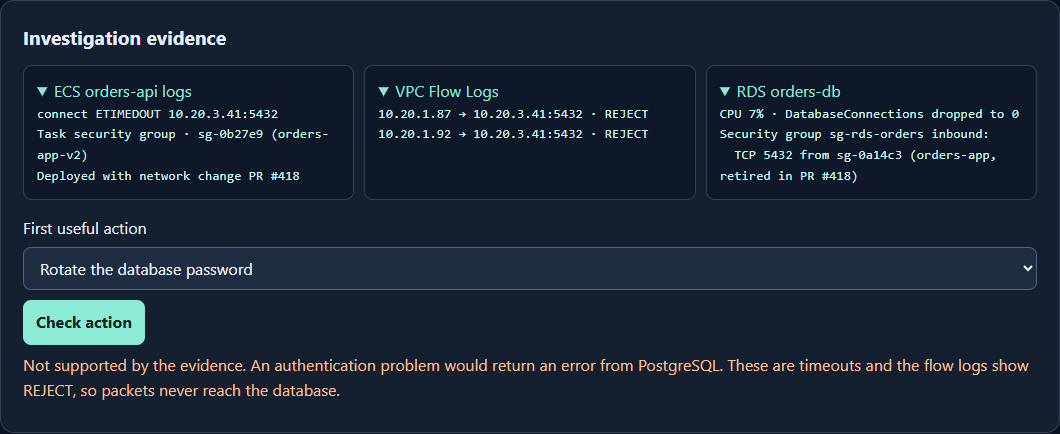 Investigation evidence
▼ ECS orders-api logs
connect ETIMEDOUT 10.20.3.41:5432
Task security group · sg-0b27e9 (orders-
app-v2)
Deployed with network change PR #418
▼ VPC Flow Logs
10.20.1.87 → 10.20.3.41:5432 · REJECT
10.20.1.92 → 10.20.3.41:5432 · REJECT
▼ RDS orders-db
CPU 7% · DatabaseConnections dropped to 0
Security group sg-rds-orders inbound:
TCP 5432 from sg-0a14c3 (orders-app,
retired in PR #418)
First useful action
Rotate the database password
Check action
Not supported by the evidence. An authentication problem would return an error from PostgreSQL. These are timeouts and the flow logs show
REJECT, so packets never reach the database.